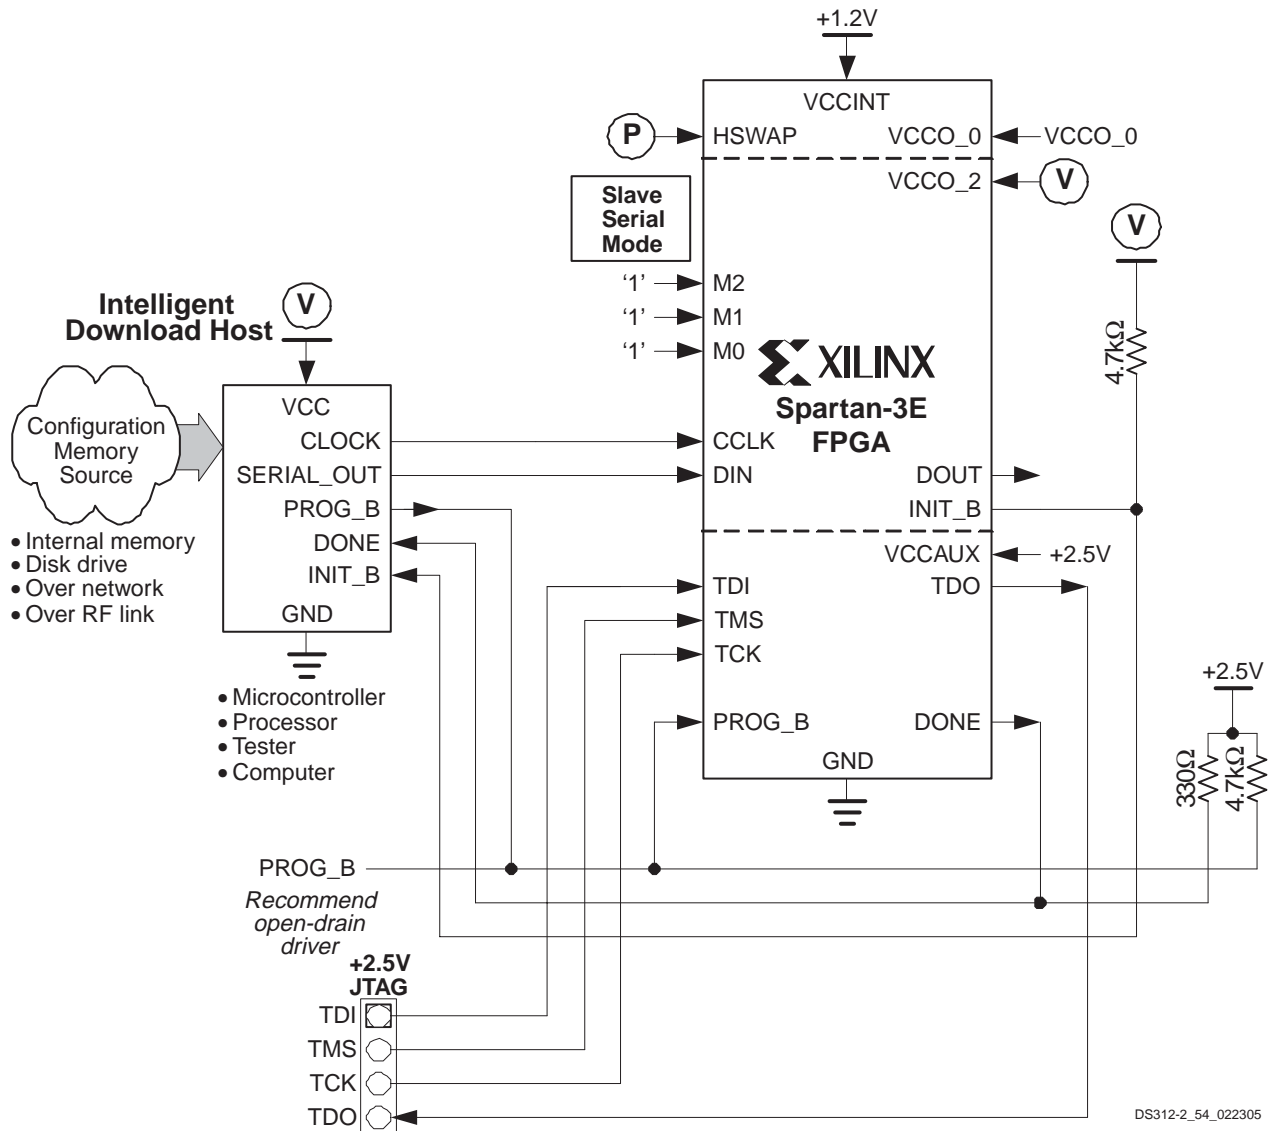 +1.2V
VCCINT
P
HSWAP
VCCO_0
VCCO_0
VCCO_2
V
Slave
Serial
Mode
V
‘1’
M2
‘1’
M1
‘1’
M0
4.7kΩ
XILINX
Spartan-3E
FPGA
Intelligent
Download Host
V
Configuration
Memory
Source
• Internal memory
• Disk drive
• Over network
• Over RF link
VCC
CLOCK
SERIAL_OUT
PROG_B
DONE
INIT_B
GND
• Microcontroller
• Processor
• Tester
• Computer
CCLK
DIN
DOUT
INIT_B
VCCAUX
+2.5V
TDI
TDO
TMS
TCK
PROG_B
DONE
GND
+2.5V
330Ω
4.7kΩ
PROG_B
Recommend
open-drain
driver
+2.5V
JTAG
TDI
TMS
TCK
TDO
DS312-2_54_022305